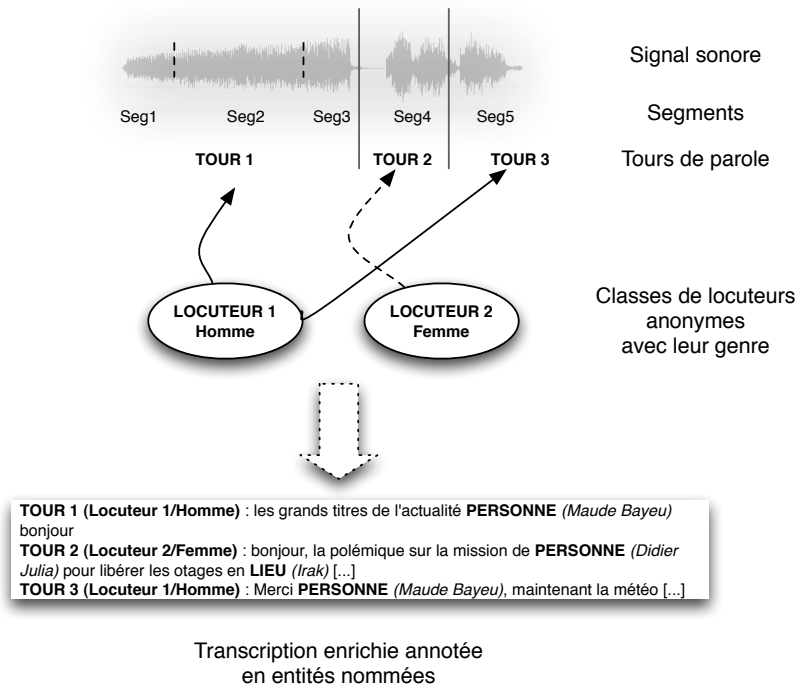 Signal sonore
Seg1 Seg2 Seg3 Seg4 Seg5 Segments
TOUR 1 TOUR 2 TOUR 3 Tours de parole
LOCUTEUR 1
Homme
LOCUTEUR 2
Femme
Classes de locuteurs
anonymes
avec leur genre
TOUR 1 (Locuteur 1/Homme) : les grands titres de l'actualité PERSONNE (Maude Bayeu)
bonjour
TOUR 2 (Locuteur 2/Femme) : bonjour, la polémique sur la mission de PERSONNE (Didier
Julia) pour libérer les otages en LIEU (Irak) [...]
TOUR 3 (Locuteur 1/Homme) : Merci PERSONNE (Maude Bayeu), maintenant la météo [...]
Transcription enrichie annotée
en entités nommées